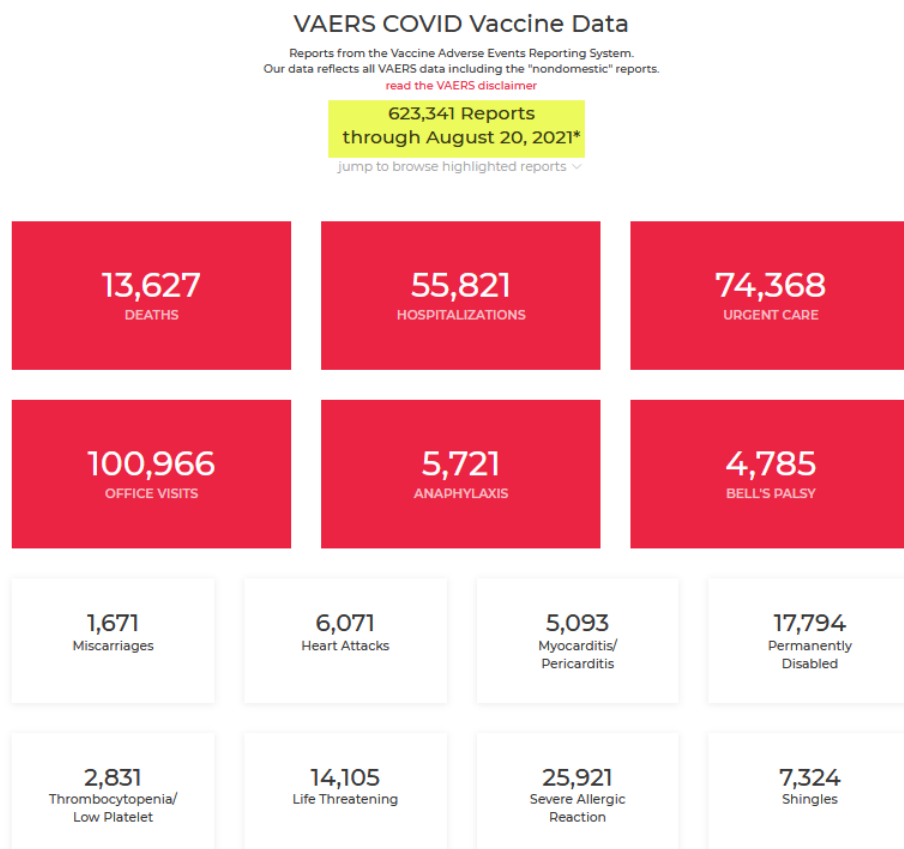 VAERS COVID Vaccine Data
Reports from the Vaccine Adverse Events Reporting System.
Our data reflects all VAERS data including the "nondomestic" reports.
read the VAERS disclaimer
623,341 Reports
through August 20, 2021*
jump to browse highlighted reports
13,627
DEATHS
55,821
HOSPITALIZATIONS
74,368
URGENT CARE
100,966
OFFICE VISITS
5,721
ANAPHYLAXIS
4,785
BELL'S PALSY
1,671
Miscarriages
6,071
Heart Attacks
5,093
Myocarditis/
Pericarditis
17,794
Permanently
Disabled
2,831
Thrombocytopenia/
Low Platelet
14,105
Life Threatening
25,921
Severe Allergic
Reaction
7,324
Shingles